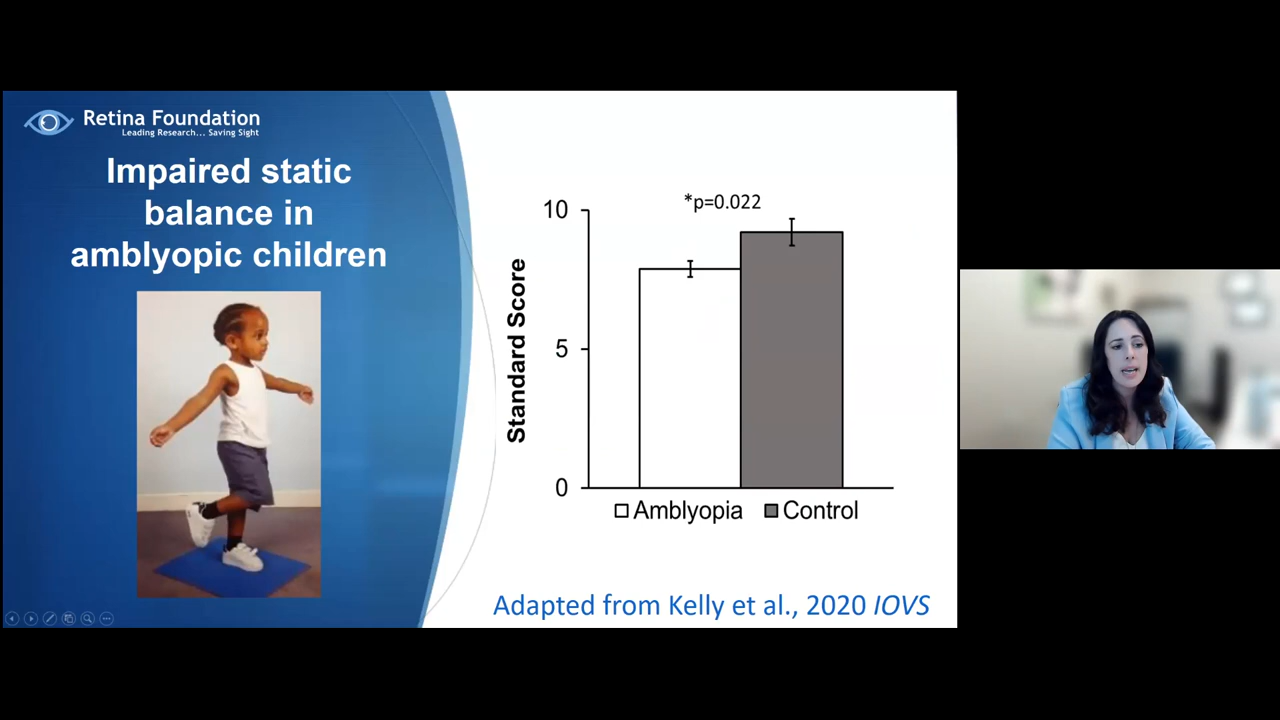 Retina Foundation
Leading Research... Saving Sight
Impaired static
balance in
amblyopic children
*p=0.022
10
5
0
Standard Score
Amblyopia
Control
Adapted from Kelly et al., 2020 IOVS